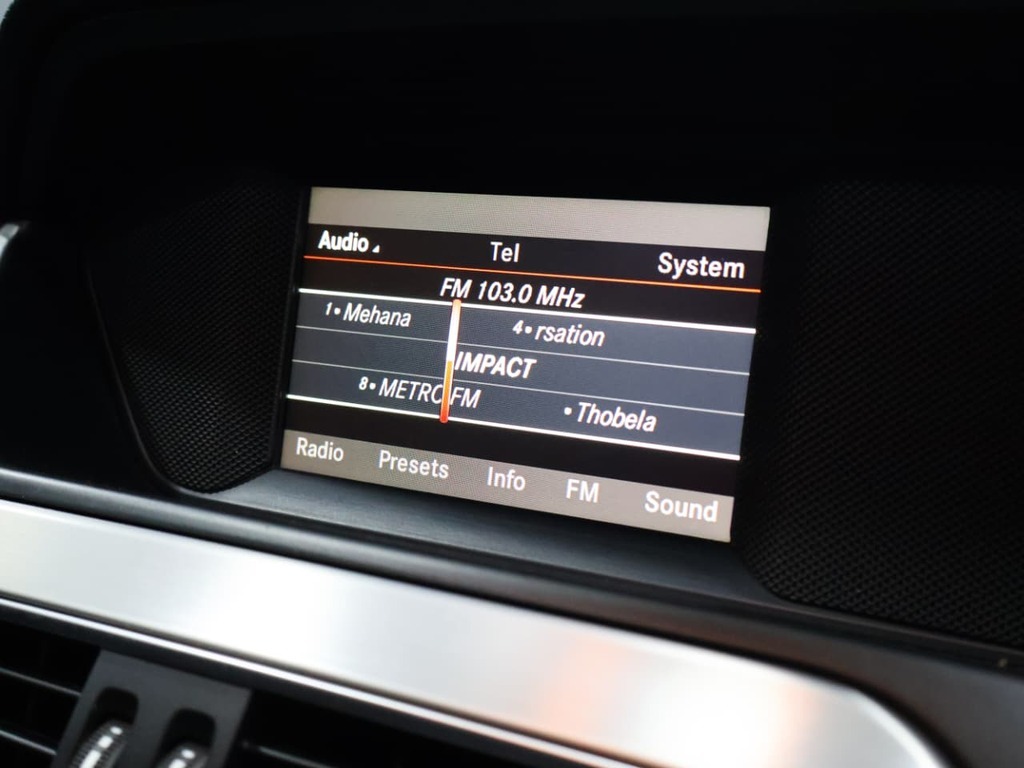 Audio Tel System
FM 103.0 MHz
1• Mehana 4• rsation
IMPACT
8• METRO FM • Thobela
Radio Presets Info FM Sound